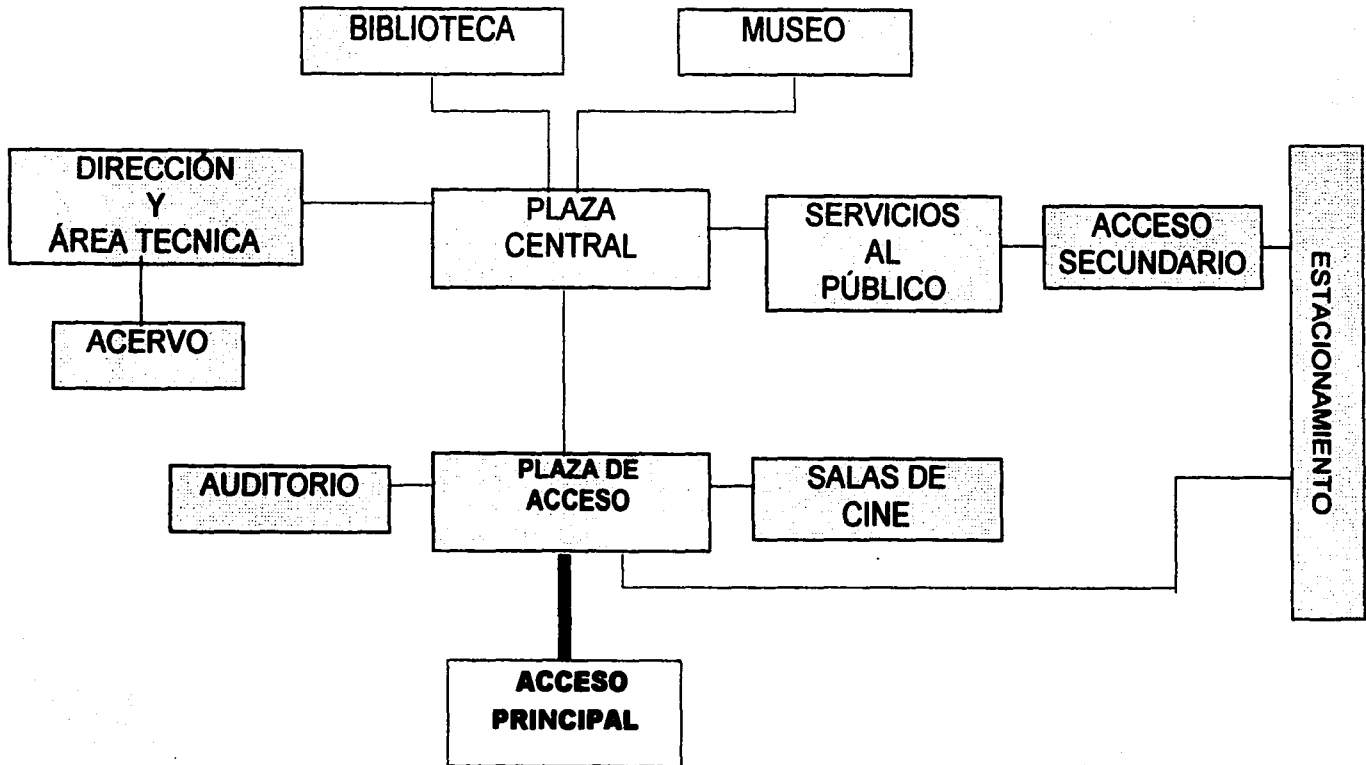 BIBLIOTECA
MUSEO
DIRECCIÓN
Y
ÁREA TECNICA
PLAZA
CENTRAL
SERVICIOS
AL
PÚBLICO
ACCESO
SECUNDARIO
ESTACIONAMIENTO
ACERVO
AUDITORIO
PLAZA DE
ACCESO
SALAS DE
CINE
ACCESO
PRINCIPAL